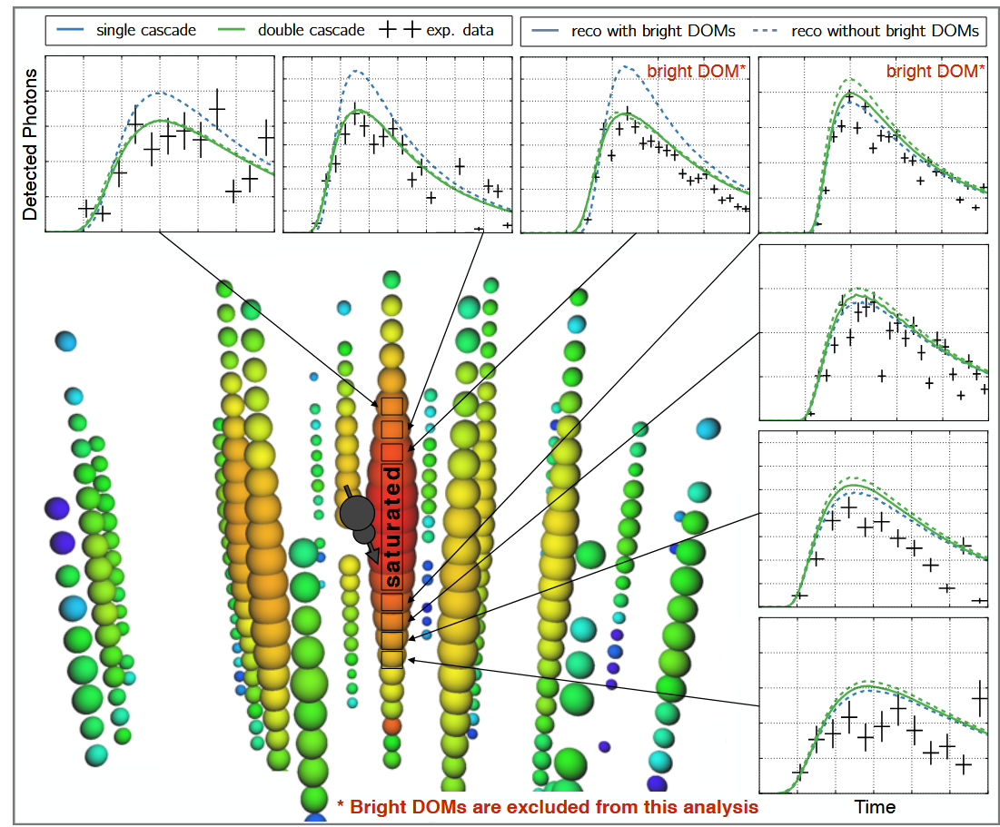 single cascade double cascade exp. data
reco with bright DOMs reco without bright DOMs
Detected Photons
bright DOM*
bright DOM*
saturated
* Bright DOMs are excluded from this analysis
Time